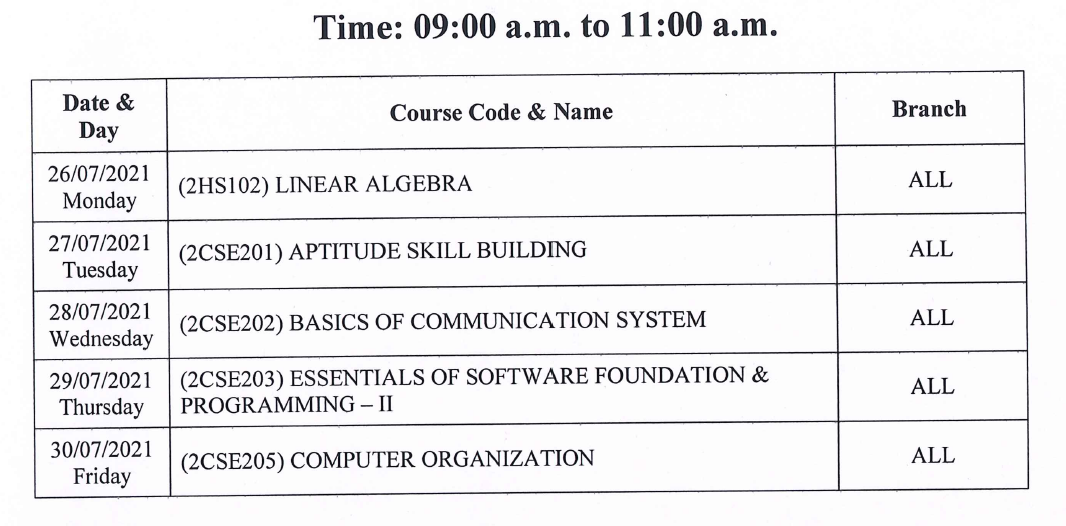 Time: 09:00 a.m. to 11:00 a.m.
Date &
Day
Course Code & Name
Branch
26/07/2021
Monday
(2HS102) LINEAR ALGEBRA
ALL
27/07/2021
Tuesday
(2CSE201) APTITUDE SKILL BUILDING
ALL
28/07/2021
Wednesday
(2CSE202) BASICS OF COMMUNICATION SYSTEM
ALL
29/07/2021
Thursday
(2CSE203) ESSENTIALS OF SOFTWARE FOUNDATION &
PROGRAMMING – II
ALL
30/07/2021
Friday
(2CSE205) COMPUTER ORGANIZATION
ALL